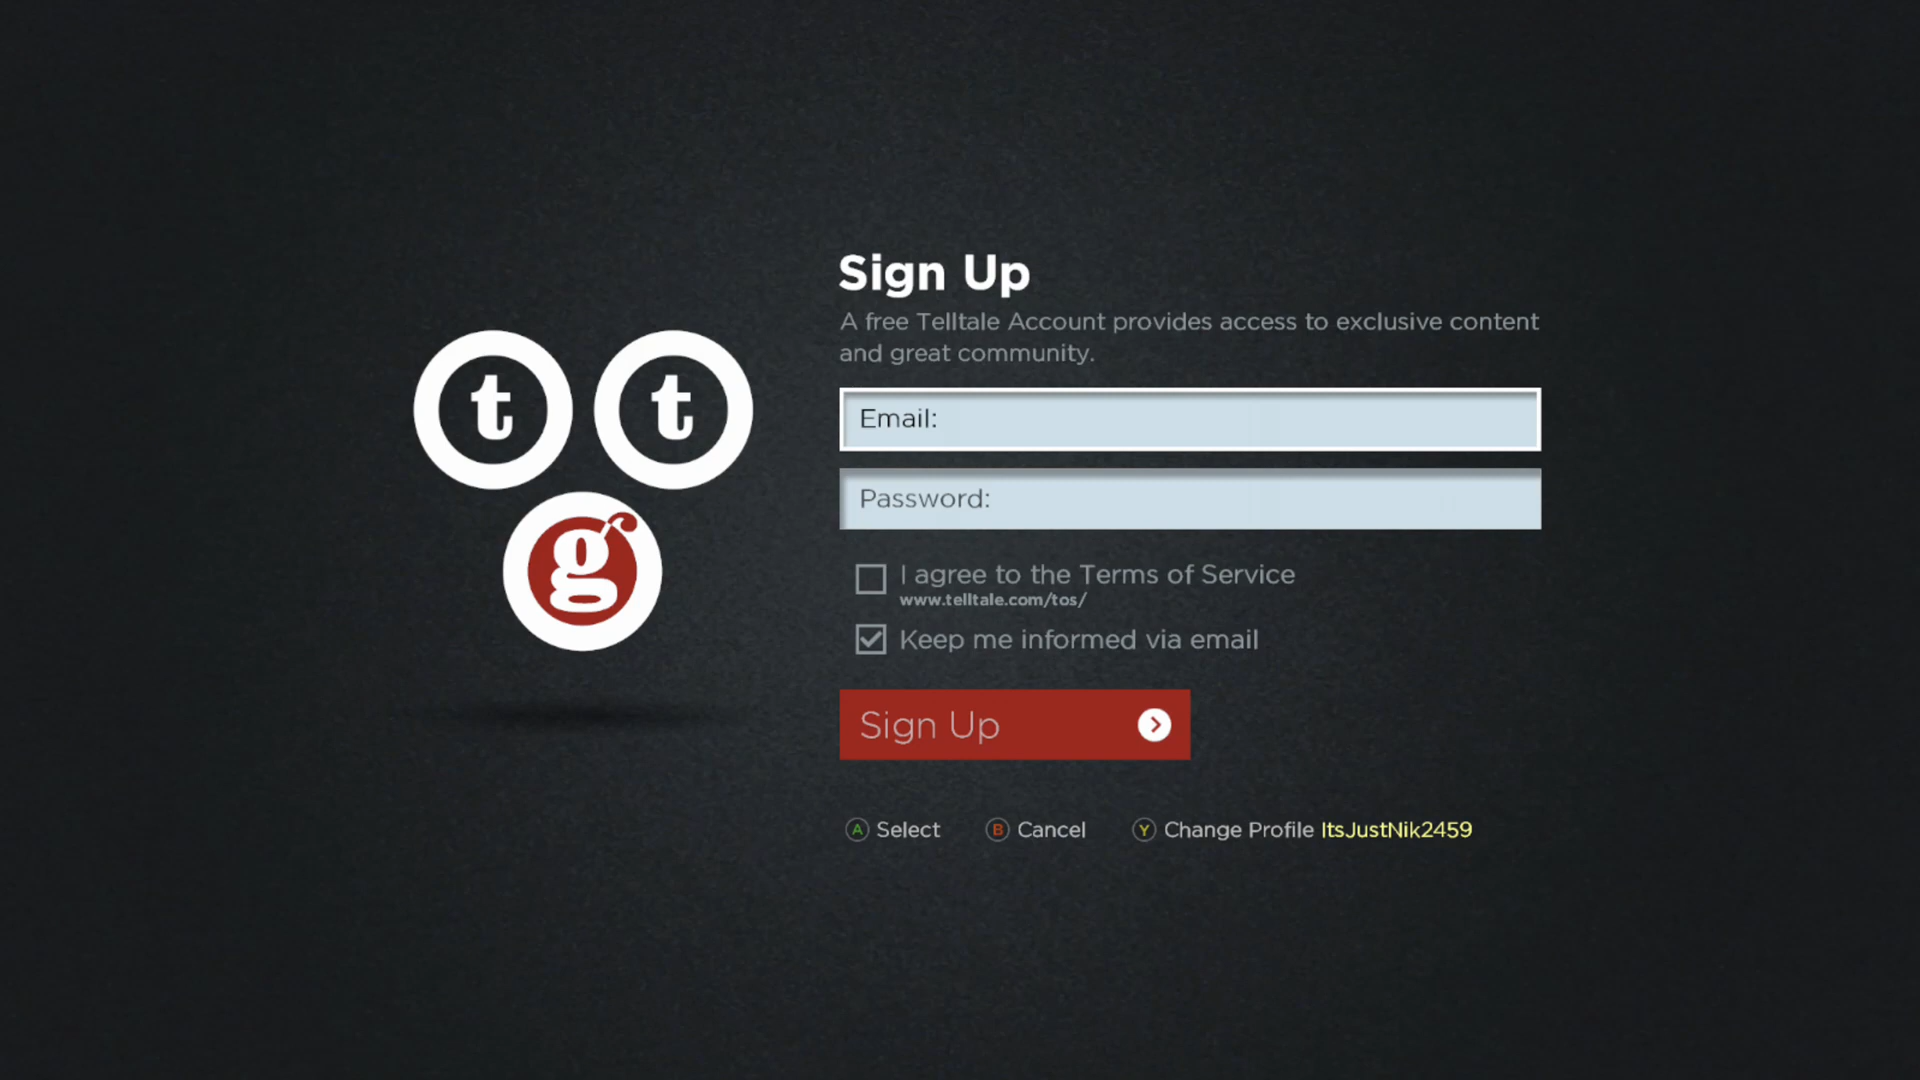 t t
g
Sign Up
A free Telltale Account provides access to exclusive content
and great community.
Email:
Password:
I agree to the Terms of Service
www.telltale.com/tos/
Keep me informed via email
Sign Up
A Select B Cancel Y Change Profile ItsJustNik2459